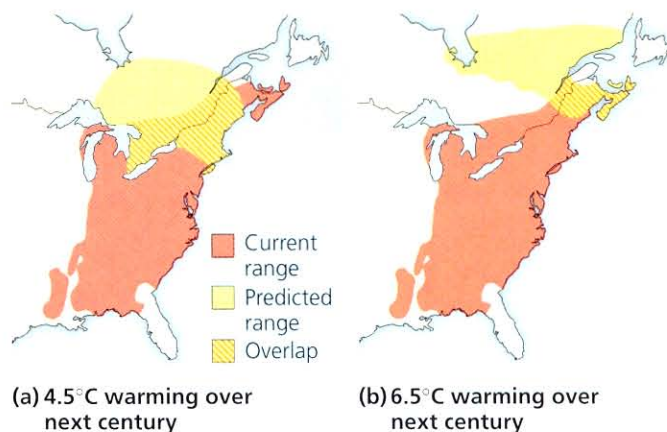 Current
range
Predicted
range
Overlap
(a) 4.5°C warming over
next century
(b) 6.5°C warming over
next century